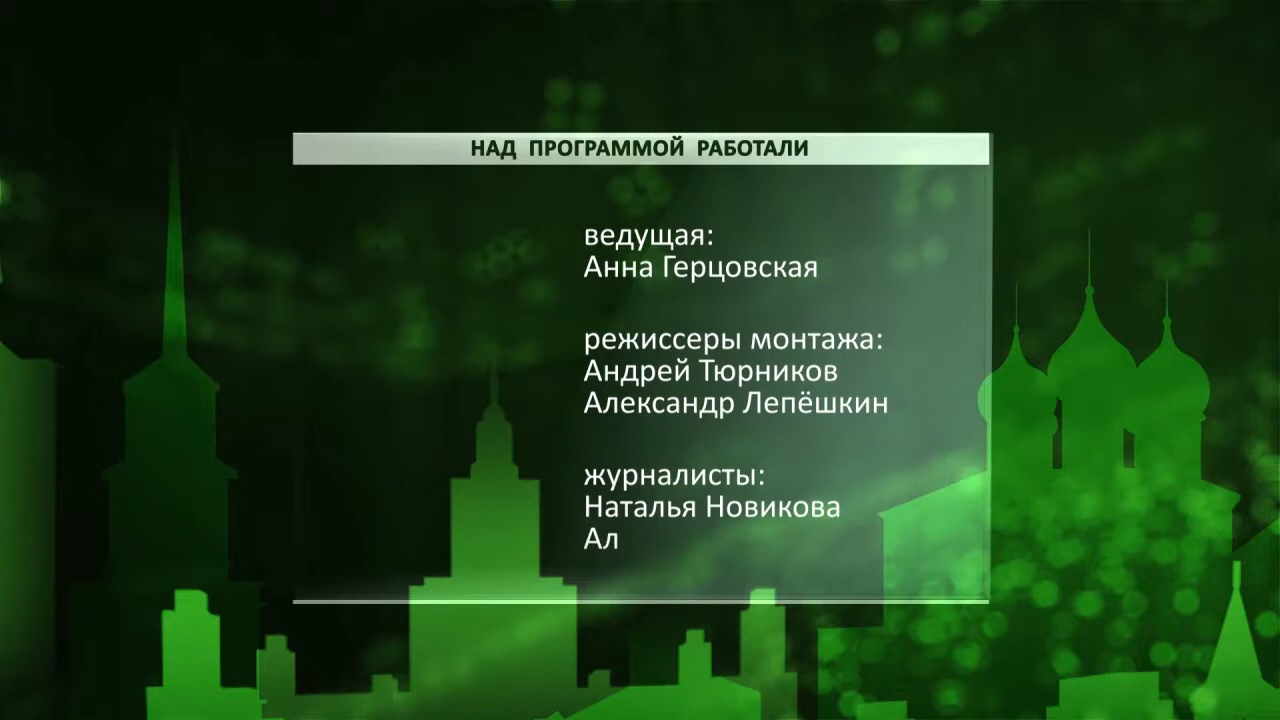 НАД ПРОГРАММОЙ РАБОТАЛИ
ведущая:
Анна Герцовская
режиссеры монтажа:
Андрей Тюрников
Александр Лепёшкин
журналисты:
Наталья Новикова
Ал